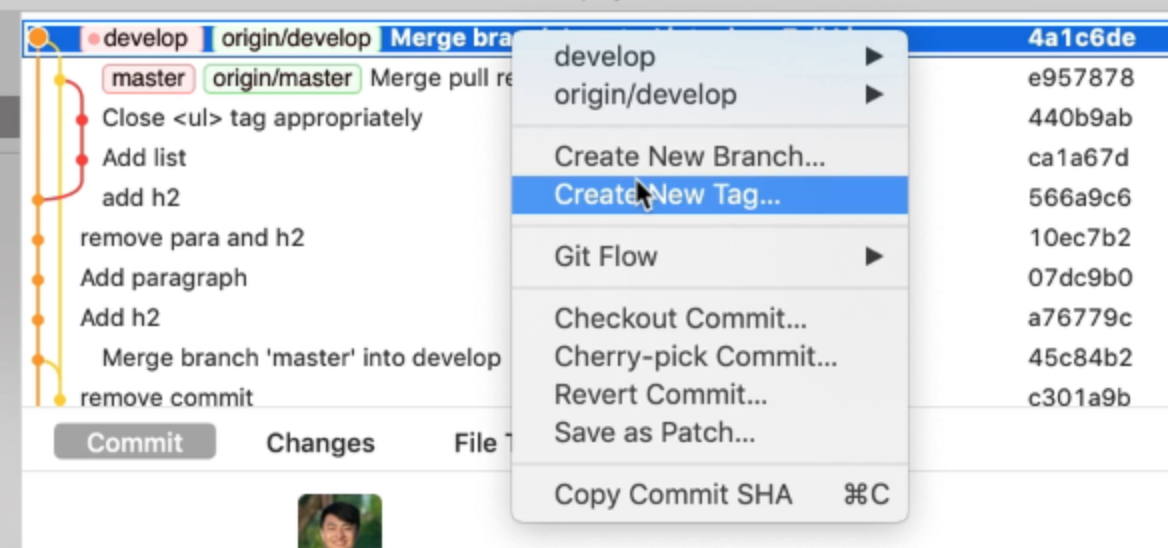 develop origin/develop Merge bra 4a1c6de
master origin/master Merge pull re e957878
Close <ul> tag appropriately 440b9ab
Add list ca1a67d
add h2 566a9c6
remove para and h2 10ec7b2
Add paragraph 07dc9b0
Add h2 a76779c
Merge branch 'master' into develop 45c84b2
remove commit c301a9b
Commit Changes File T
develop ▶
origin/develop ▶
Create New Branch...
Create New Tag...
Git Flow ▶
Checkout Commit...
Cherry-pick Commit...
Revert Commit...
Save as Patch...
Copy Commit SHA ⌘C